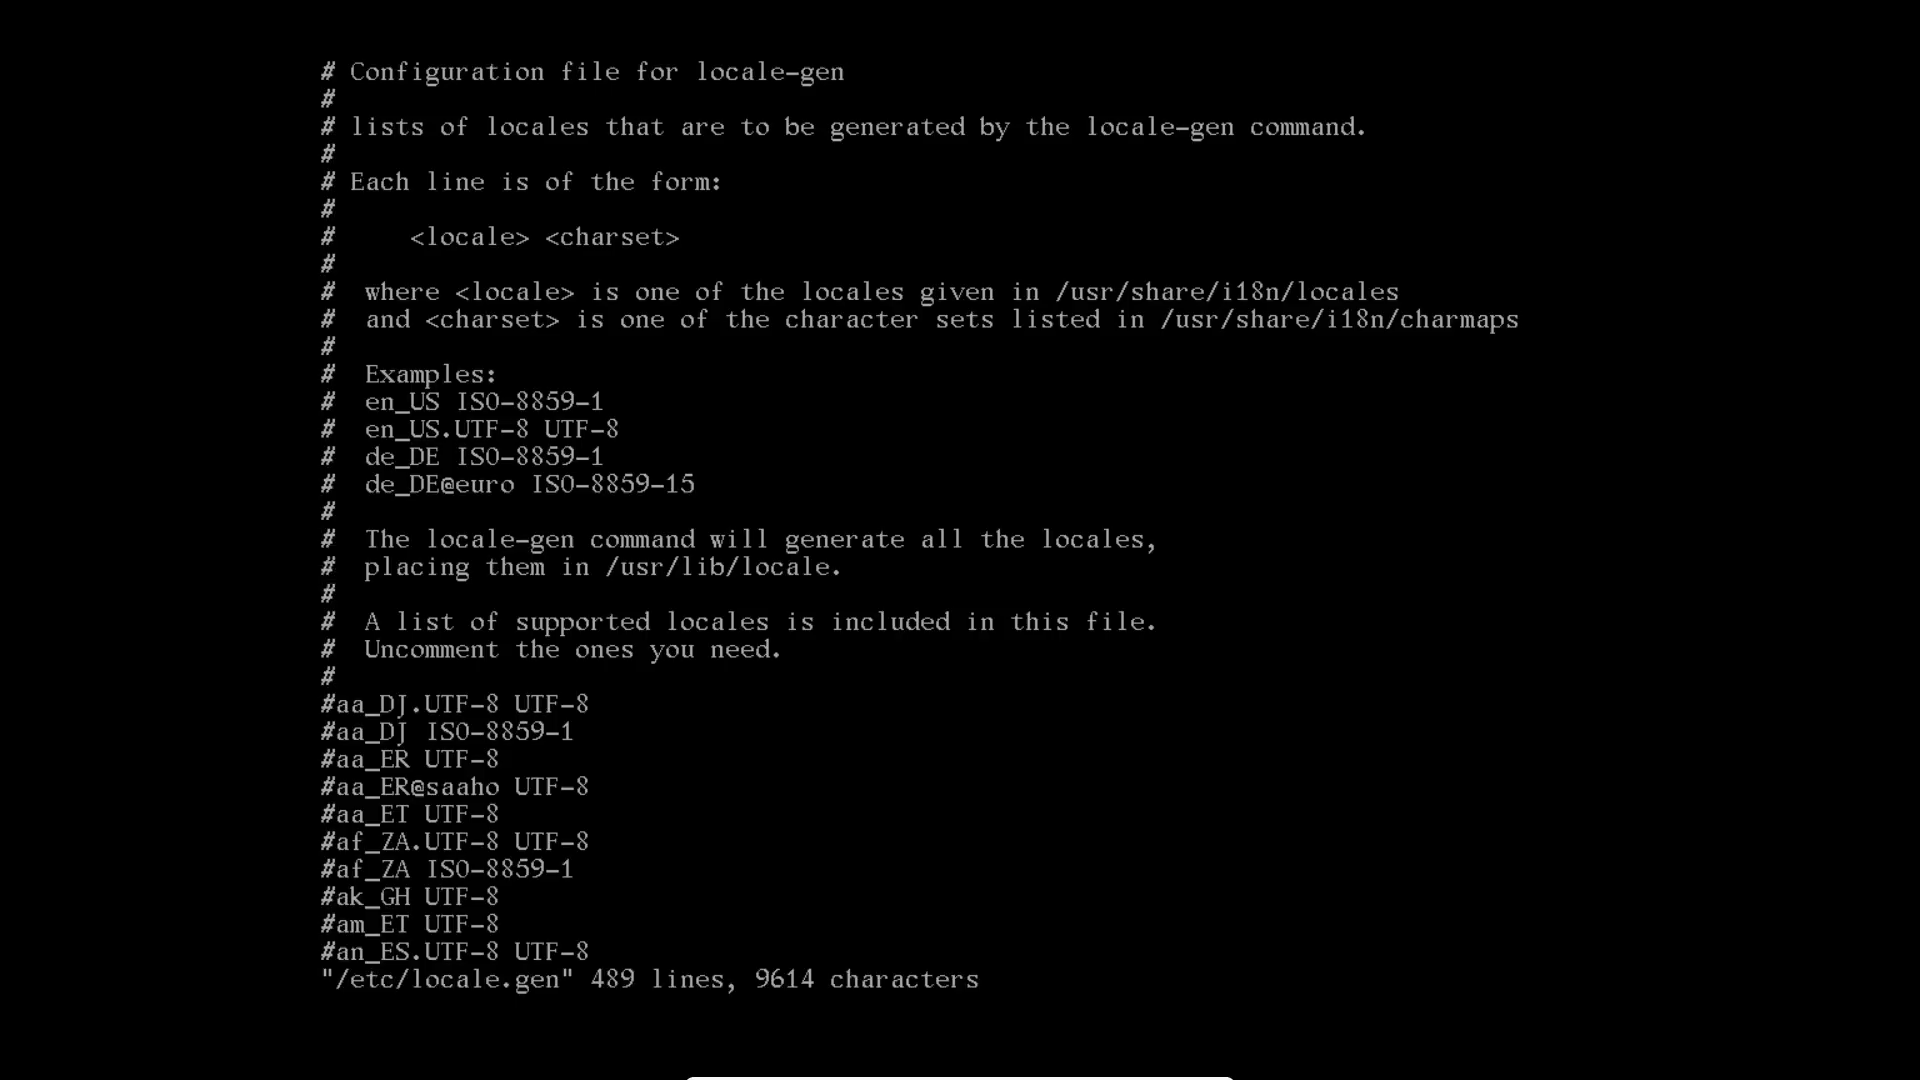 # Configuration file for locale-gen
#
# lists of locales that are to be generated by the locale-gen command.
#
# Each line is of the form:
#
#     <locale> <charset>
#
#  where <locale> is one of the locales given in /usr/share/i18n/locales
#  and <charset> is one of the character sets listed in /usr/share/i18n/charmaps
#
#  Examples:
#  en_US ISO-8859-1
#  en_US.UTF-8 UTF-8
#  de_DE ISO-8859-1
#  de_DE@euro ISO-8859-15
#
#  The locale-gen command will generate all the locales,
#  placing them in /usr/lib/locale.
#
#  A list of supported locales is included in this file.
#  Uncomment the ones you need.
#
#aa_DJ.UTF-8 UTF-8
#aa_DJ ISO-8859-1
#aa_ER UTF-8
#aa_ER@saaho UTF-8
#aa_ET UTF-8
#af_ZA.UTF-8 UTF-8
#af_ZA ISO-8859-1
#ak_GH UTF-8
#am_ET UTF-8
#an_ES.UTF-8 UTF-8
"/etc/locale.gen" 489 lines, 9614 characters